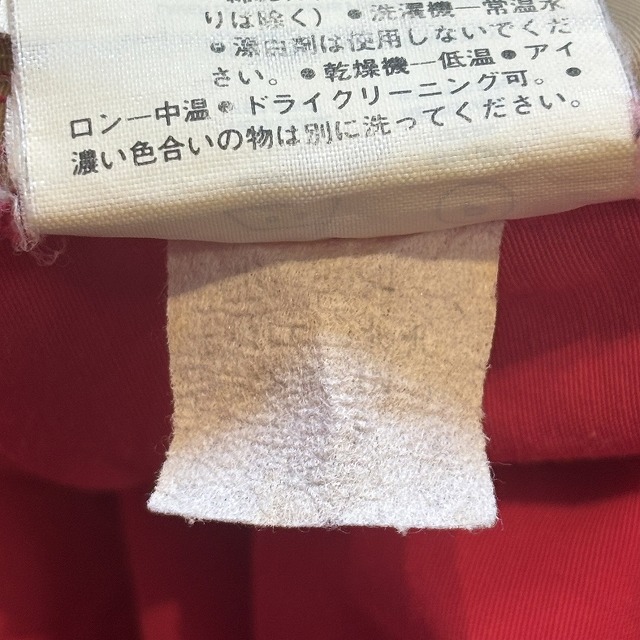 りは除く) ●洗濯機ー常温水
●漂白剤は使用しないでくだ
さい。●乾燥機ー低温●アイ
ロンー中温●ドライクリーニング可。●
濃い色合いの物は別に洗ってください。